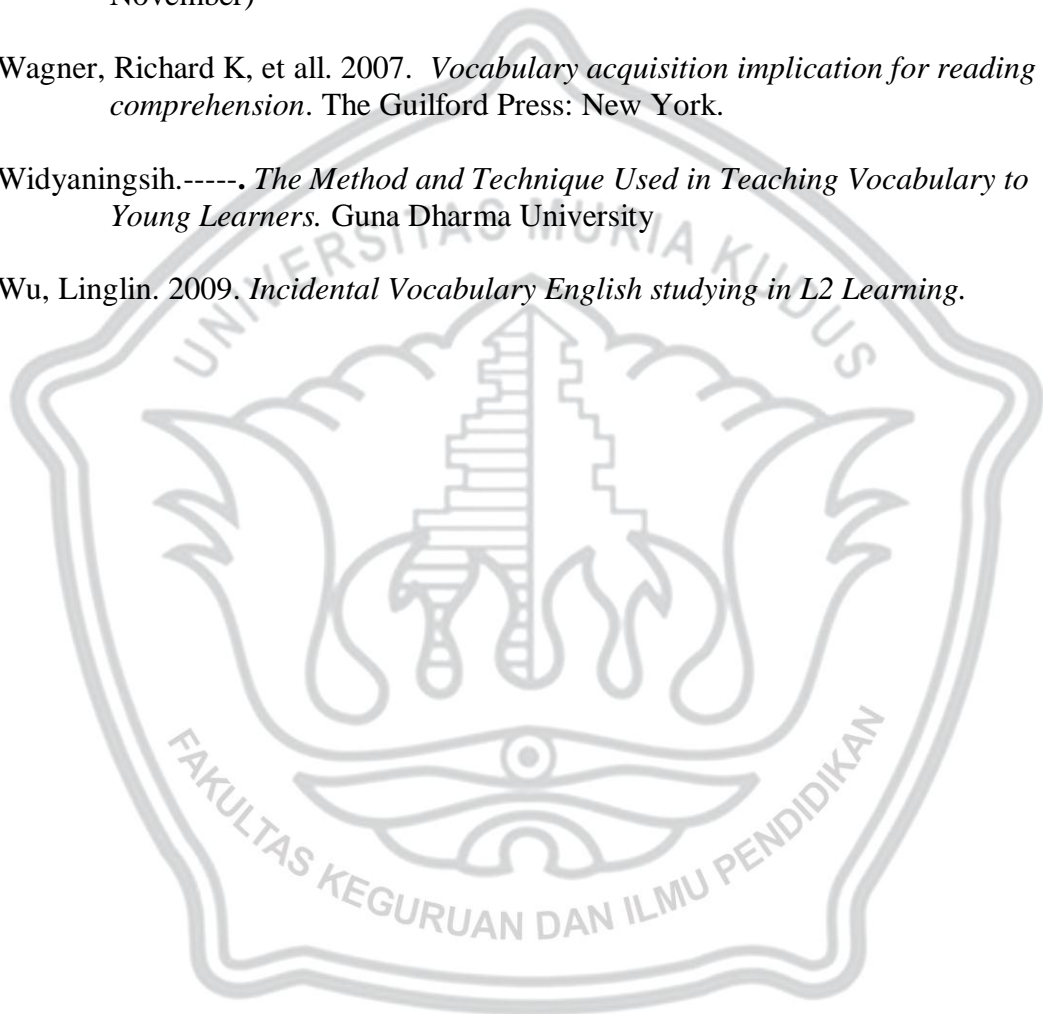 November)
Wagner, Richard K, et all. 2007. Vocabulary acquisition implication for reading
comprehension. The Guilford Press: New York.
Widyaningsih.-----. The Method and Technique Used in Teaching Vocabulary to
Young Learners. Guna Dharma University
Wu, Linglin. 2009. Incidental Vocabulary English studying in L2 Learning.
UNIVERSITAS MURIA KUDUS
FAKULTAS KEGURUAN DAN ILMU PENDIDIKAN